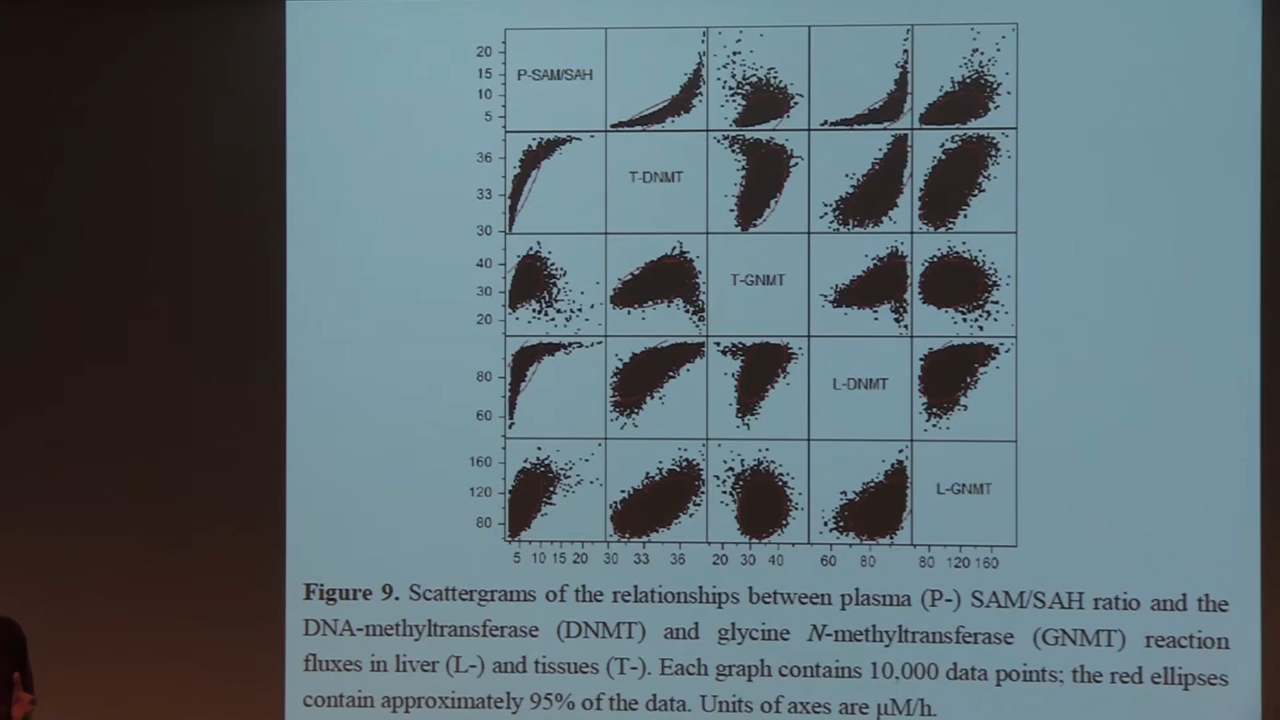 20
15
10
5
P-SAM/SAH
36
33
30
T-DNMT
40
30
20
T-GNMT
80
60
L-DNMT
160
120
80
L-GNMT
5 10 15 20 30 33 36 20 30 40 60 80 80 120 160
Figure 9. Scattergrams of the relationships between plasma (P-) SAM/SAH ratio and the
DNA-methyltransferase (DNMT) and glycine N-methyltransferase (GNMT) reaction
fluxes in liver (L-) and tissues (T-). Each graph contains 10,000 data points; the red ellipses
contain approximately 95% of the data. Units of axes are μM/h.